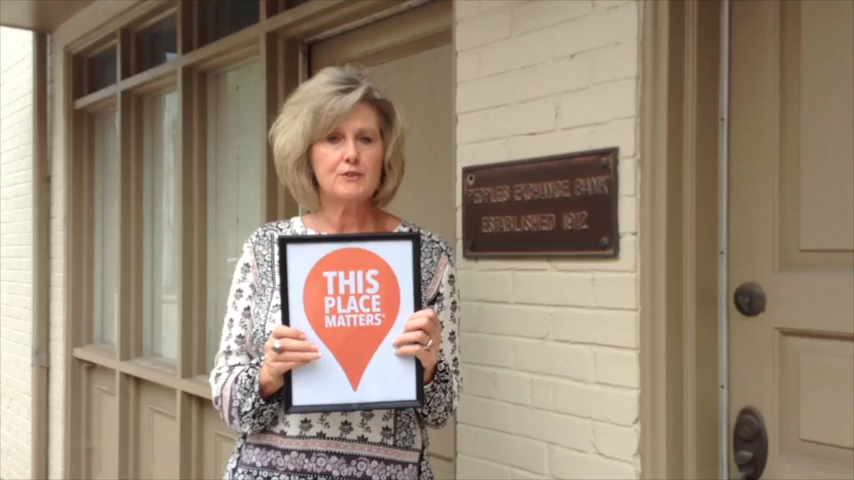 THIS
PLACE
MATTERS®
PEOPLES EXCHANGE BANK
ESTABLISHED 1912